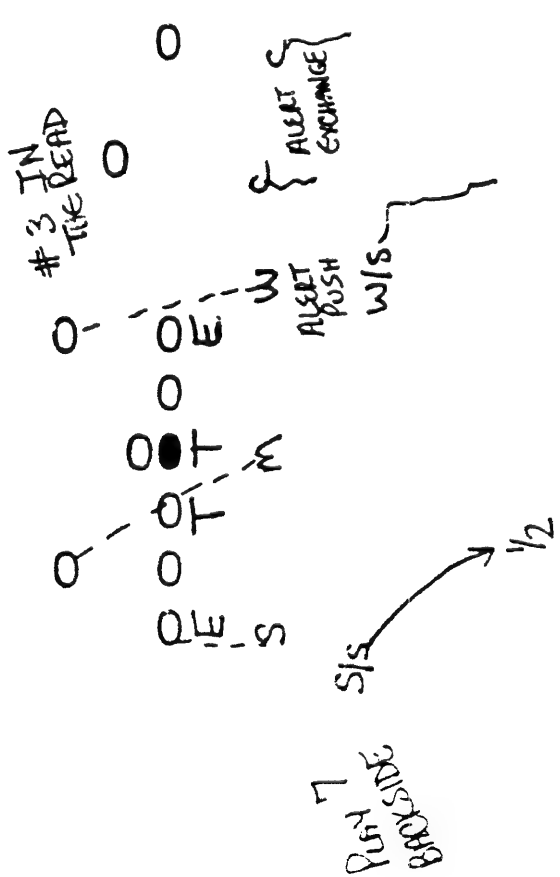 # 3 IN
THE READ
C
ALERT
EXCHANGE
C
W
ALERT
PUSH
W/S
E
T
M
T
E
S
S/S
1/2
PLAY 7
BACKSIDE